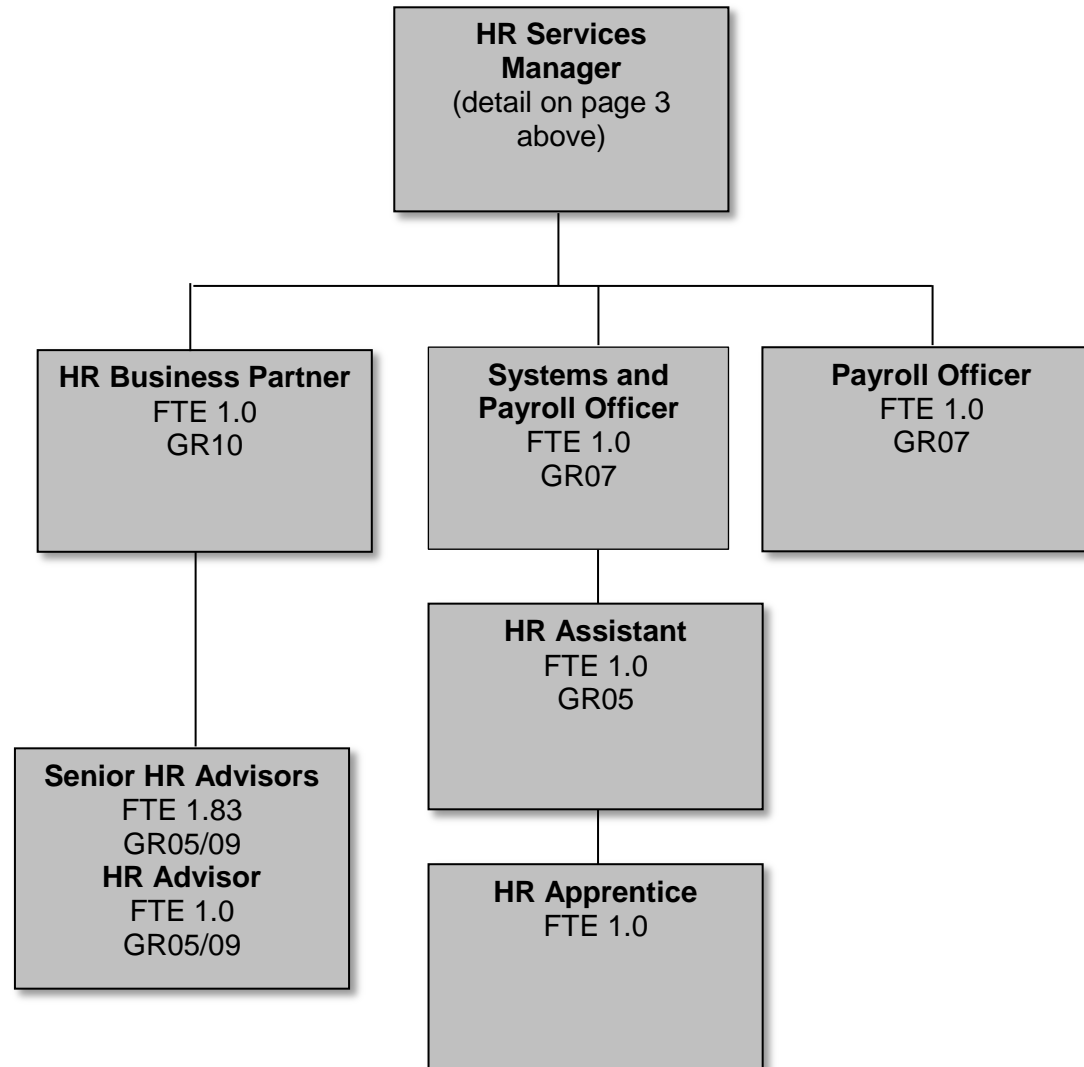 HR Services
Manager
(detail on page 3
above)
HR Business Partner
FTE 1.0
GR10
Systems and
Payroll Officer
FTE 1.0
GR07
Payroll Officer
FTE 1.0
GR07
HR Assistant
FTE 1.0
GR05
Senior HR Advisors
FTE 1.83
GR05/09
HR Advisor
FTE 1.0
GR05/09
HR Apprentice
FTE 1.0